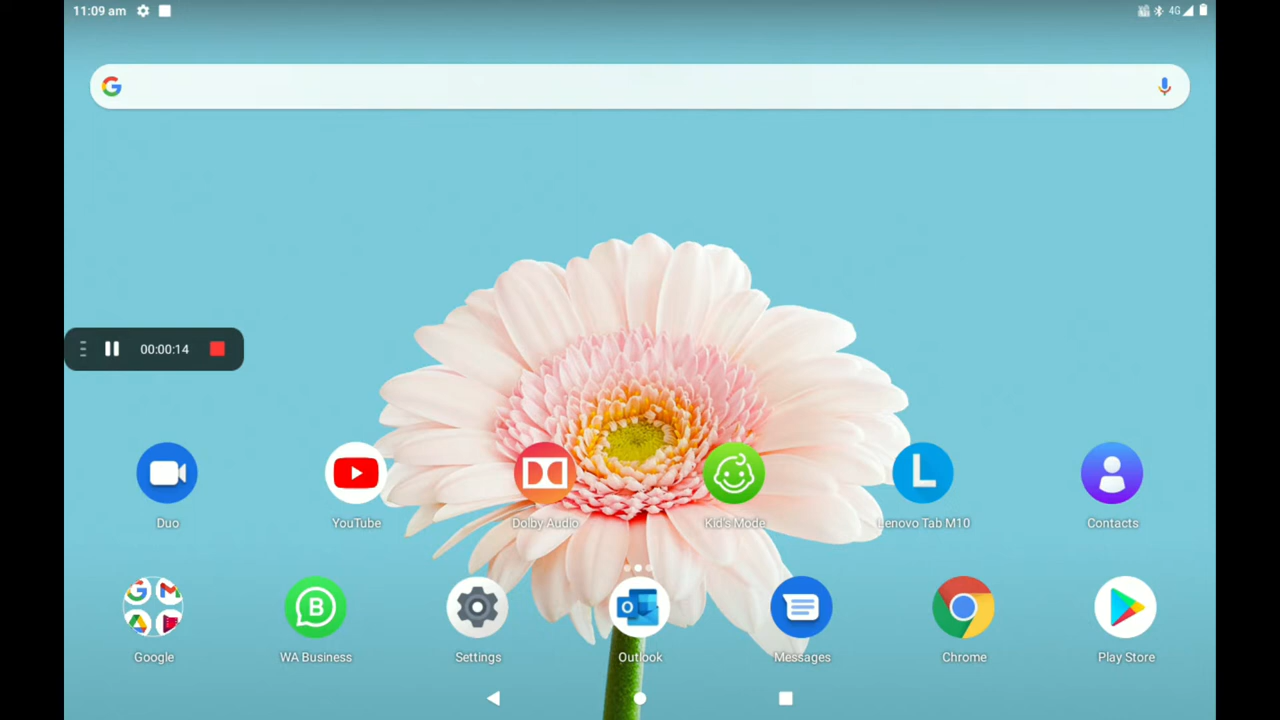 11:09 am
4G
00:00:14
Duo
YouTube
Dolby Audio
Kid's Mode
Lenovo Tab M10
Contacts
Google
WA Business
Settings
Outlook
Messages
Chrome
Play Store